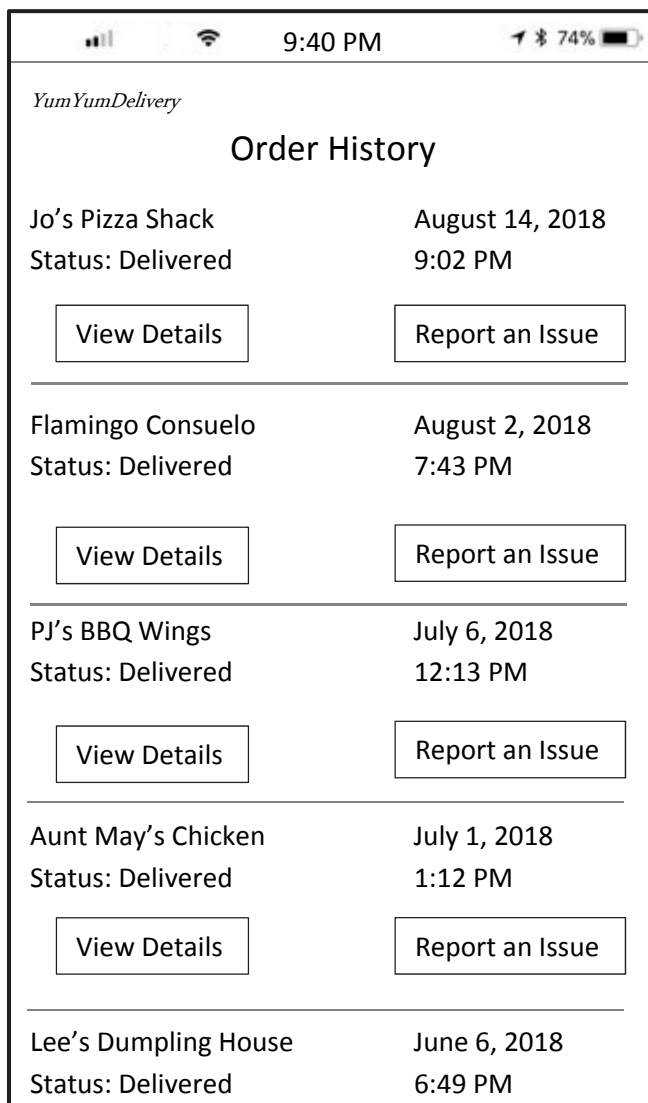 9:40 PM 74%
YumYumDelivery
Order History
Jo’s Pizza Shack August 14, 2018
Status: Delivered 9:02 PM
View Details Report an Issue
Flamingo Consuelo August 2, 2018
Status: Delivered 7:43 PM
View Details Report an Issue
PJ’s BBQ Wings July 6, 2018
Status: Delivered 12:13 PM
View Details Report an Issue
Aunt May’s Chicken July 1, 2018
Status: Delivered 1:12 PM
View Details Report an Issue
Lee’s Dumpling House June 6, 2018
Status: Delivered 6:49 PM